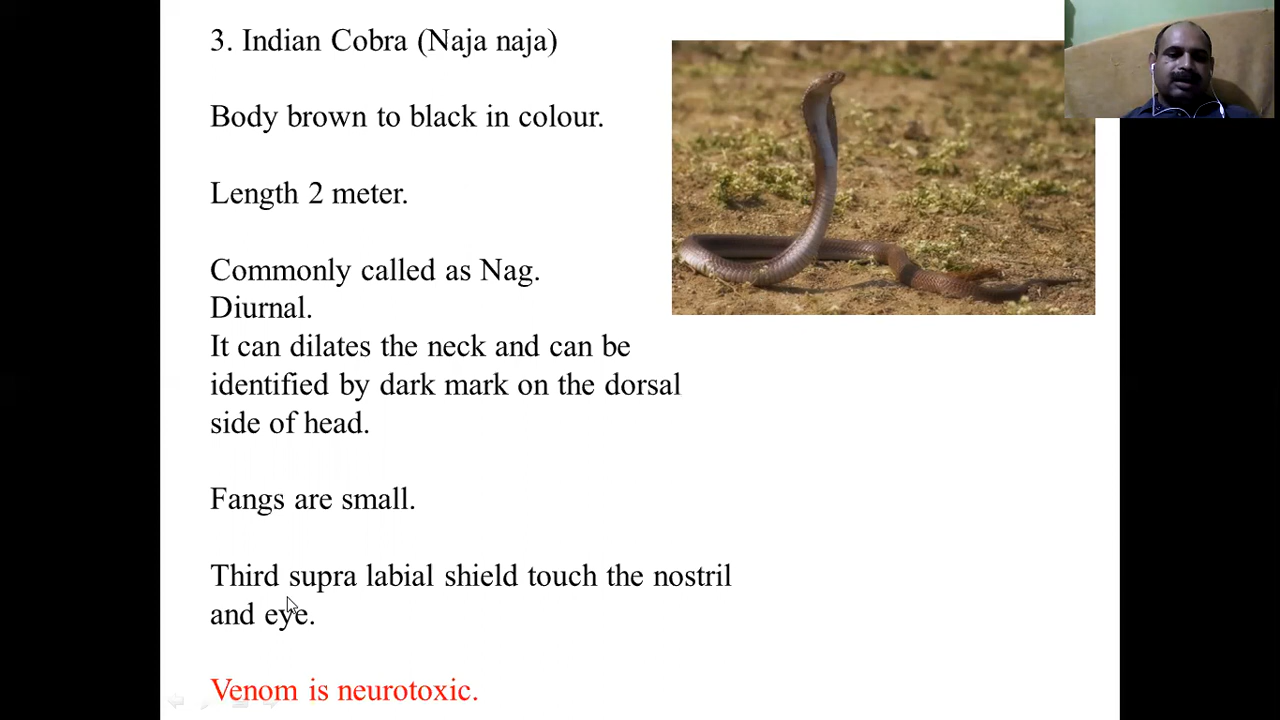 3. Indian Cobra (Naja naja)
Body brown to black in colour.
Length 2 meter.
Commonly called as Nag.
Diurnal.
It can dilates the neck and can be
identified by dark mark on the dorsal
side of head.
Fangs are small.
Third supra labial shield touch the nostril
and eye.
Venom is neurotoxic.